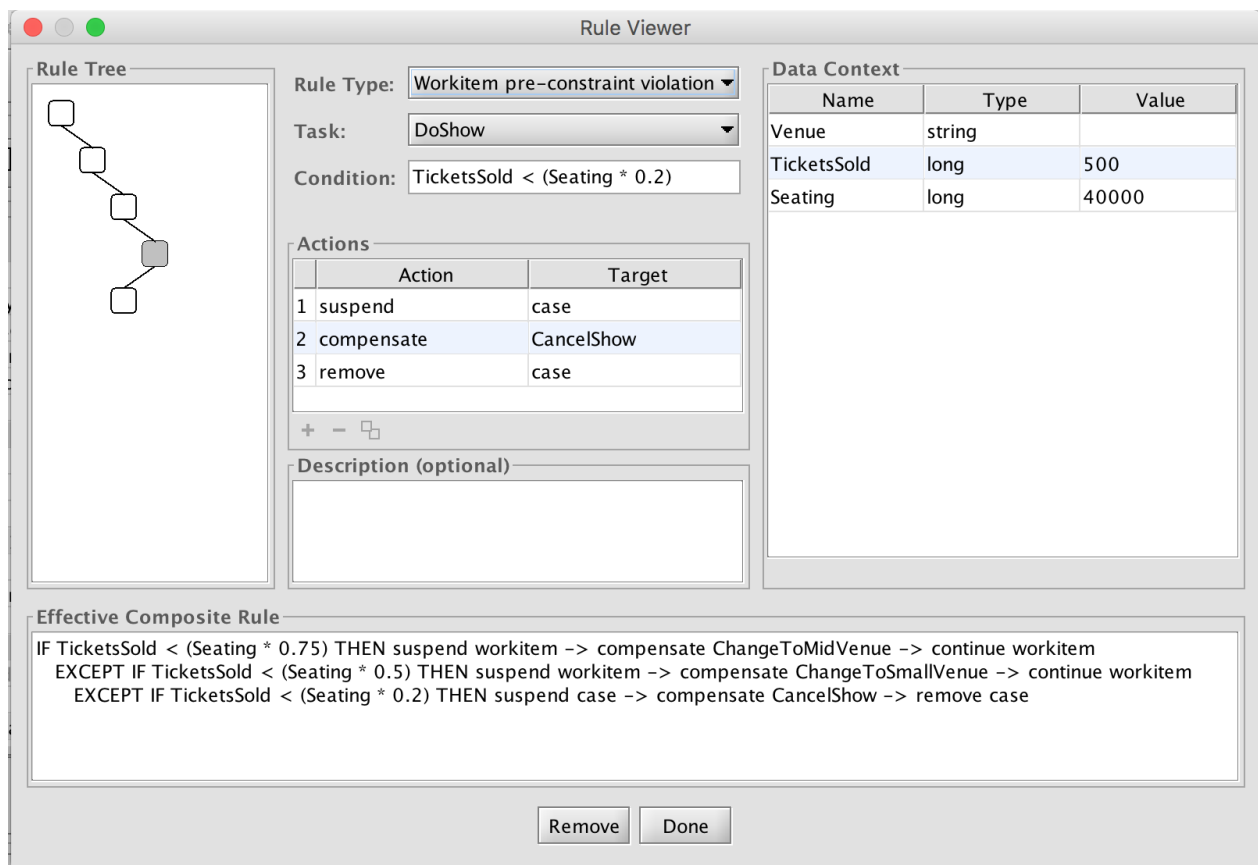 Rule Viewer
Rule Tree
Rule Type: Workitem pre-constraint violation
Task: DoShow
Condition: TicketsSold < (Seating * 0.2)
Actions
Action Target
1 suspend case
2 compensate CancelShow
3 remove case
Description (optional)
Data Context
Name Type Value
Venue string
TicketsSold long 500
Seating long 40000
Effective Composite Rule
IF TicketsSold < (Seating * 0.75) THEN suspend workitem -> compensate ChangeToMidVenue -> continue workitem
EXCEPT IF TicketsSold < (Seating * 0.5) THEN suspend workitem -> compensate ChangeToSmallVenue -> continue workitem
EXCEPT IF TicketsSold < (Seating * 0.2) THEN suspend case -> compensate CancelShow -> remove case
Remove Done